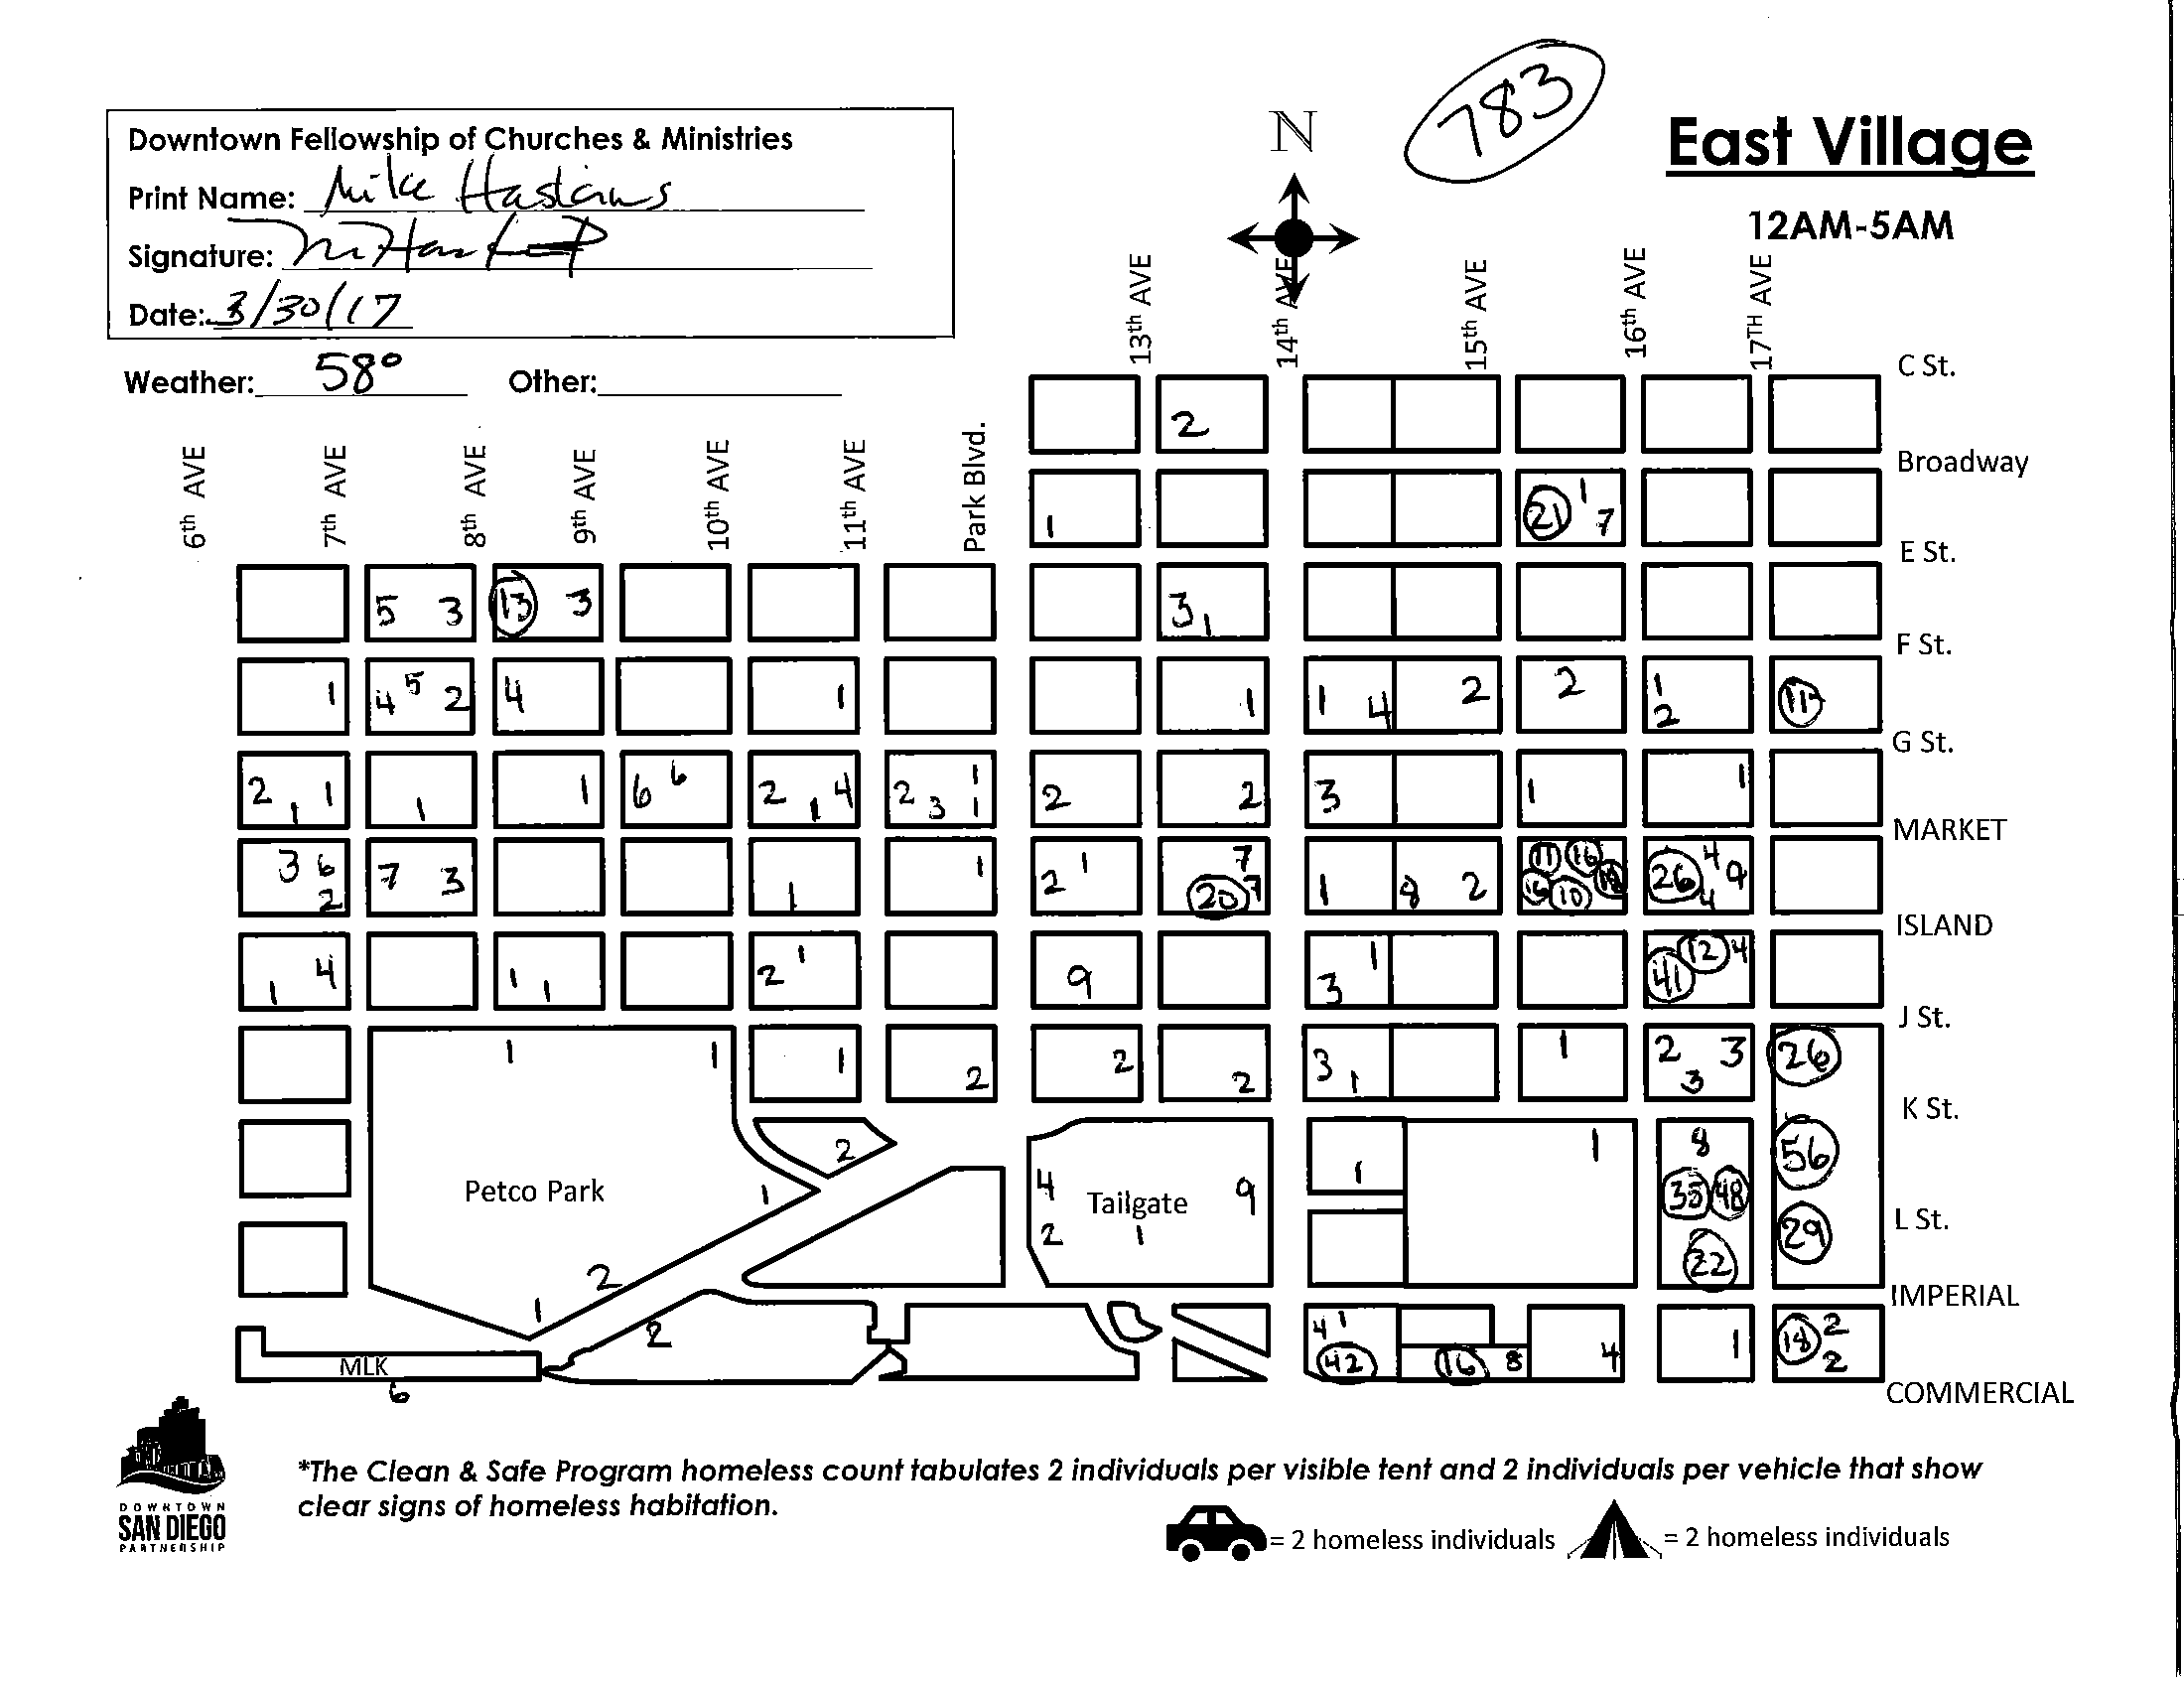 783
East Village
12AM-5AM
Downtown Fellowship of Churches & Ministries
Print Name: Mike
Signature:
Date: 3/30/17
Weather: 58°
Other:
N
13th AVE
14th AVE
15th AVE
16th AVE
17TH AVE
6th AVE
7th AVE
8th AVE
9th AVE
10th AVE
11th AVE
Park Blvd.
C St.
2
Broadway
1 21 1 7
E St.
5 3 13 3 3 1
F St.
1 4 5 2 4 1 1 1 4 2 2 1 2 11
G St.
2 1 1 1 1 6 6 2 1 4 2 3 1 1 2 2 3 1 1
MARKET
3 6 2 7 3 1 1 2 1 7 20 7 1 8 2 11 16 16 10 26 4 9 4
ISLAND
1 4 1 1 2 1 9 3 1 41 12 4
J St.
1 1 1 2 2 2 3 1 1 2 3 3 26
K St.
2 1 1 8 56
Petco Park 1 4 Tailgate 9 35 48
2 1 29
L St.
2 1 22
IMPERIAL
2 4 1 42 16 8 4 1 18 2 2
MLK
6
COMMERCIAL
DOWNTOWN
SAN DIEGO
PARTNERSHIP
*The Clean & Safe Program homeless count tabulates 2 individuals per visible tent and 2 individuals per vehicle that show
clear signs of homeless habitation.
= 2 homeless individuals
= 2 homeless individuals